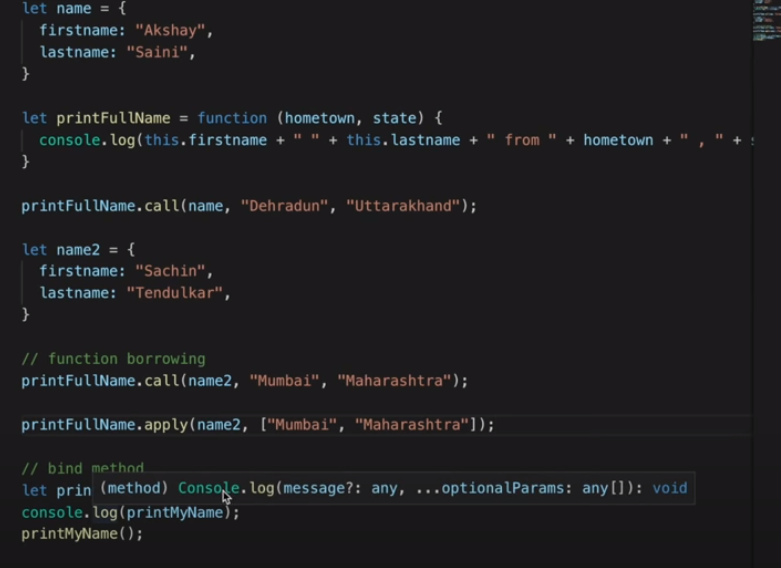 let name = {
firstname: "Akshay",
lastname: "Saini",
}
let printFullName = function (hometown, state) {
console.log(this.firstname + " " + this.lastname + " from " + hometown + " , " +
}
printFullName.call(name, "Dehradun", "Uttarakhand");
let name2 = {
firstname: "Sachin",
lastname: "Tendulkar",
}
// function borrowing
printFullName.call(name2, "Mumbai", "Maharashtra");
printFullName.apply(name2, ["Mumbai", "Maharashtra"]);
// bind method
let prin
(method) Console.log(message?: any, ...optionalParams: any[]): void
console.log(printMyName);
printMyName();